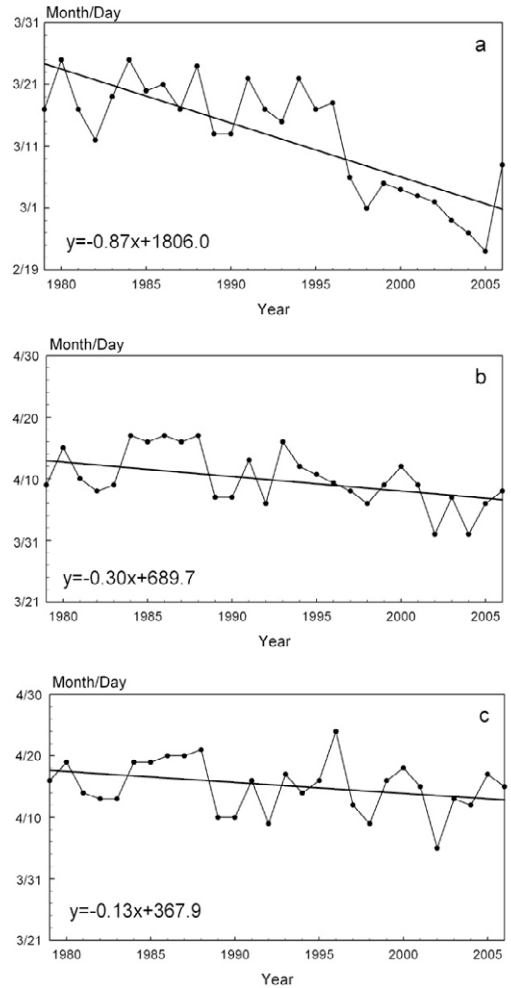 Month/Day
3/31
a
3/21
3/11
3/1
y=-0.87x+1806.0
2/19
1980 1985 1990 1995 2000 2005
Year
Month/Day
4/30
b
4/20
4/10
3/31
y=-0.30x+689.7
3/21
1980 1985 1990 1995 2000 2005
Year
Month/Day
4/30
c
4/20
4/10
3/31
y=-0.13x+367.9
3/21
1980 1985 1990 1995 2000 2005
Year